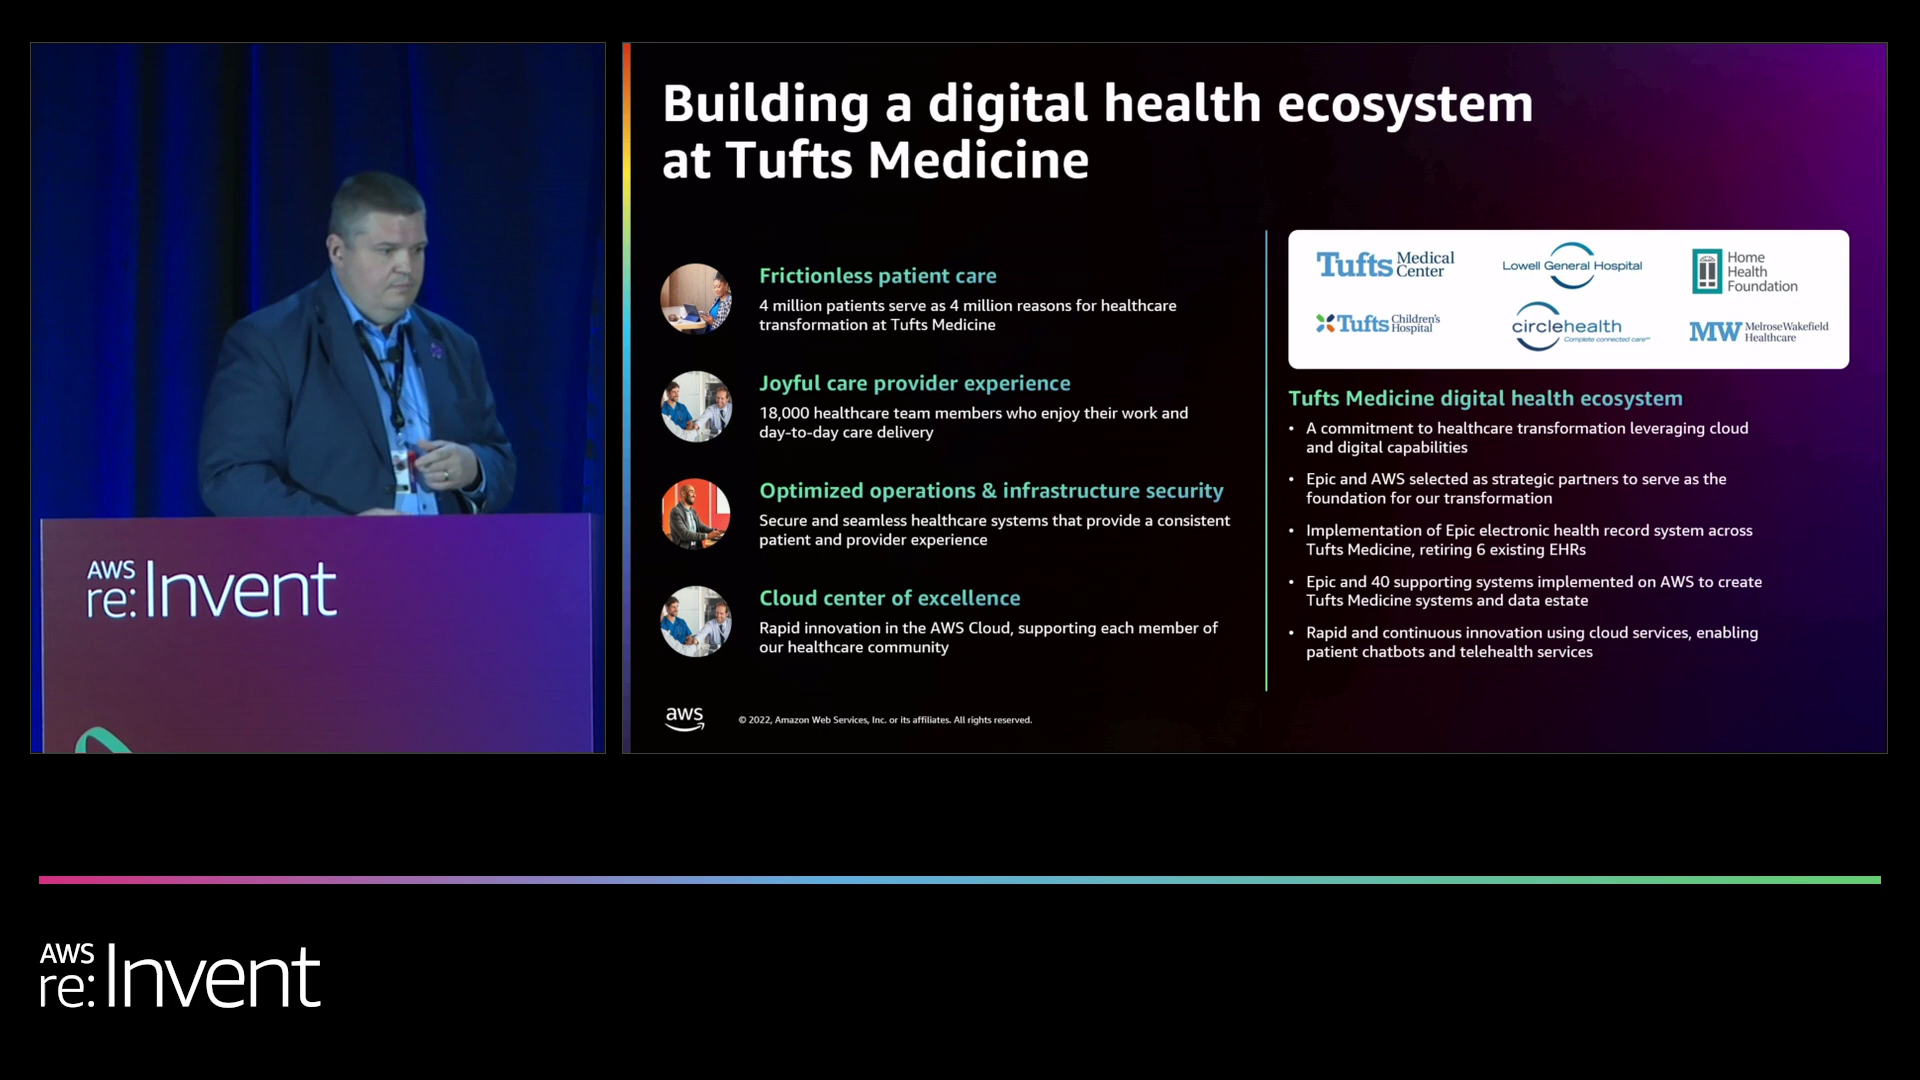 AWS
re:Invent
Building a digital health ecosystem
at Tufts Medicine
Frictionless patient care
4 million patients serve as 4 million reasons for healthcare
transformation at Tufts Medicine
Joyful care provider experience
18,000 healthcare team members who enjoy their work and
day-to-day care delivery
Optimized operations & infrastructure security
Secure and seamless healthcare systems that provide a consistent
patient and provider experience
Cloud center of excellence
Rapid innovation in the AWS Cloud, supporting each member of
our healthcare community
Tufts Medical
Center
Lowell General Hospital
Home
Health
Foundation
Tufts Children's
Hospital
circlehealth
Complete connected care℠
MW MelroseWakefield
Healthcare
Tufts Medicine digital health ecosystem
• A commitment to healthcare transformation leveraging cloud
and digital capabilities
• Epic and AWS selected as strategic partners to serve as the
foundation for our transformation
• Implementation of Epic electronic health record system across
Tufts Medicine, retiring 6 existing EHRs
• Epic and 40 supporting systems implemented on AWS to create
Tufts Medicine systems and data estate
• Rapid and continuous innovation using cloud services, enabling
patient chatbots and telehealth services
aws
© 2022, Amazon Web Services, Inc. or its affiliates. All rights reserved.
AWS
re:Invent